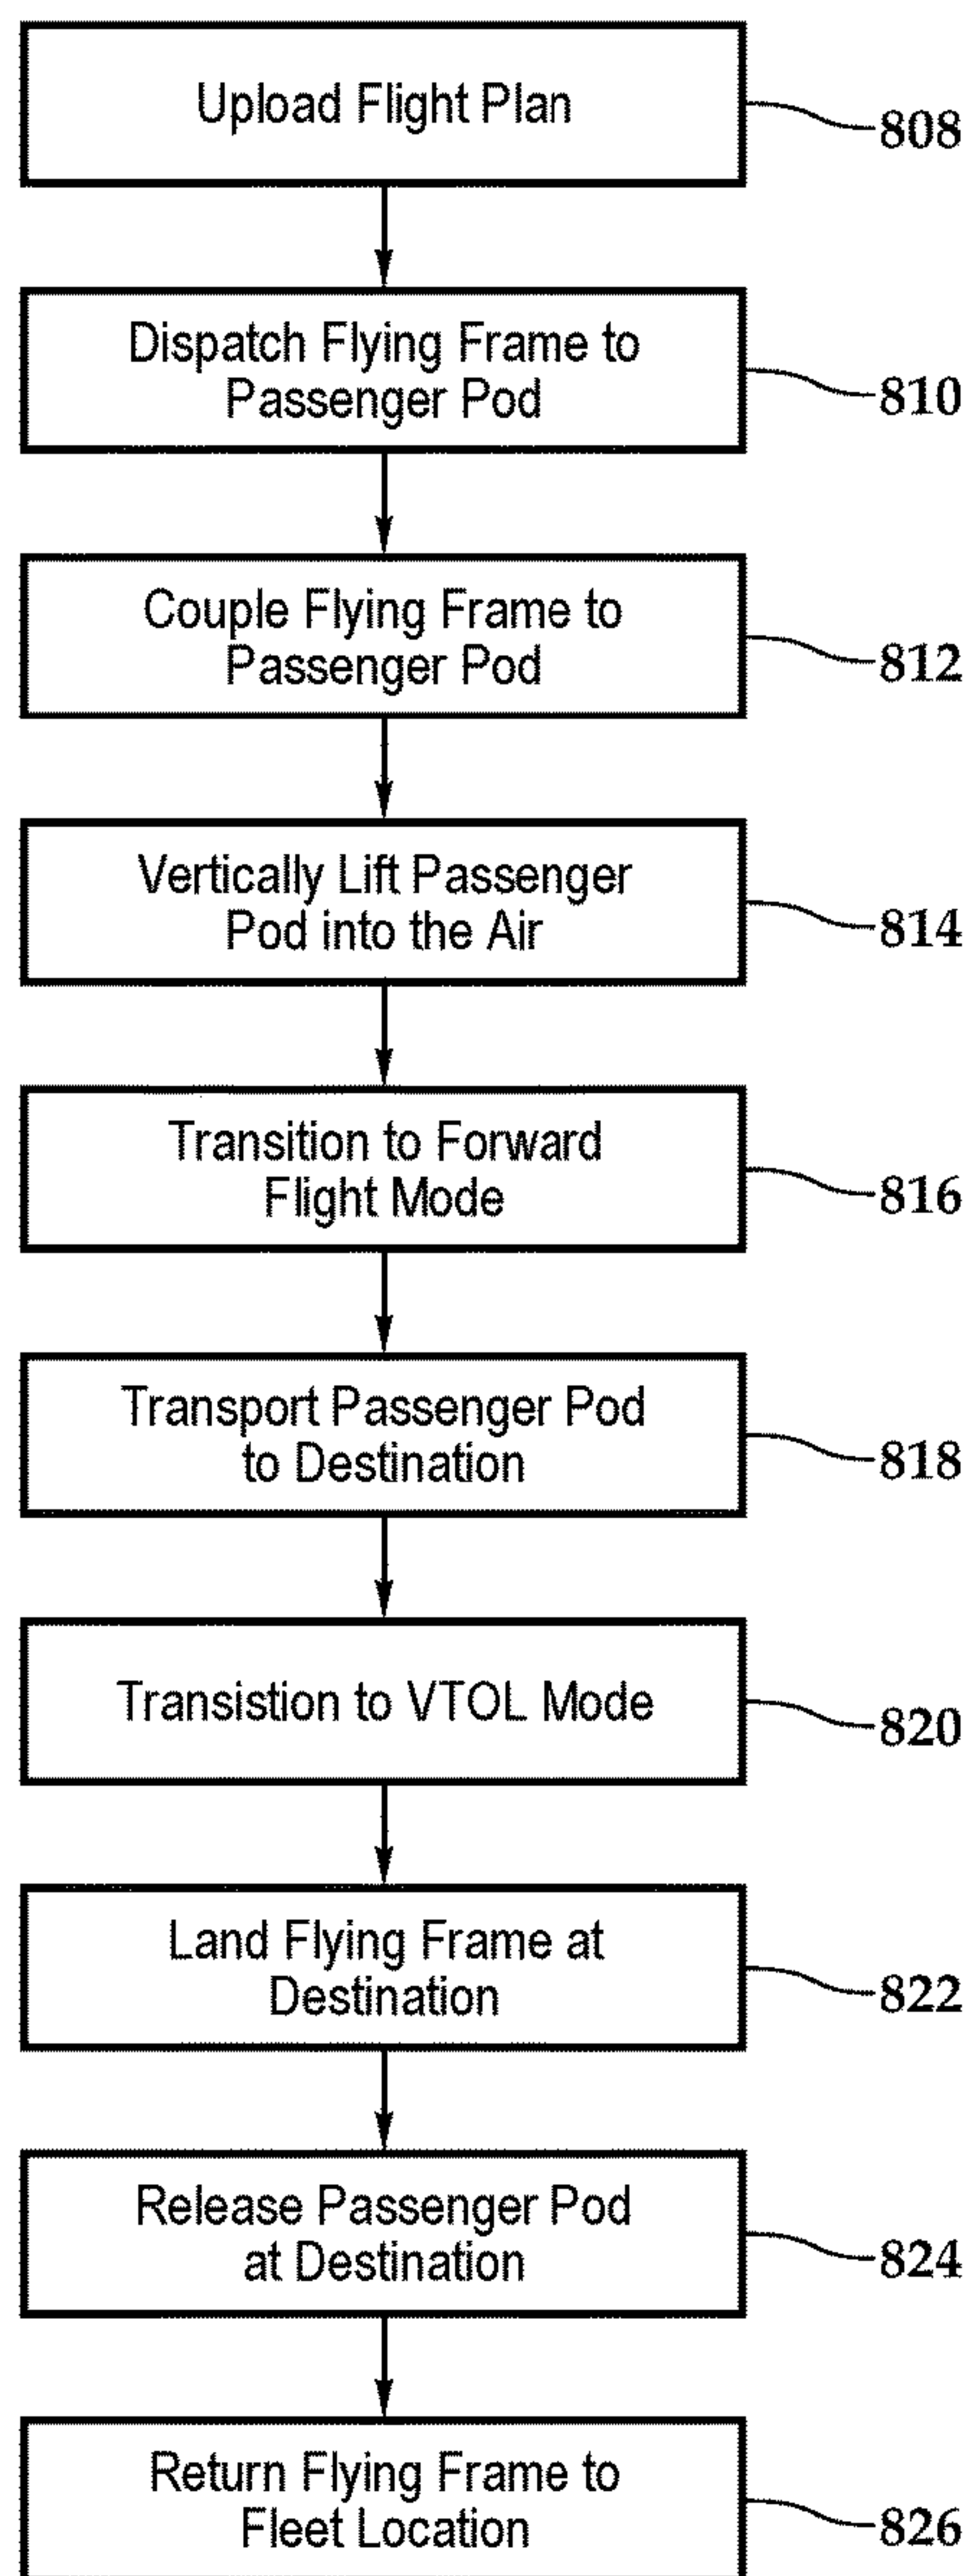 Upload Flight Plan
808
Dispatch Flying Frame to
Passenger Pod
810
Couple Flying Frame to
Passenger Pod
812
Vertically Lift Passenger
Pod into the Air
814
Transition to Forward
Flight Mode
816
Transport Passenger Pod
to Destination
818
Transistion to VTOL Mode
820
Land Flying Frame at
Destination
822
Release Passenger Pod
at Destination
824
Return Flying Frame to
Fleet Location
826